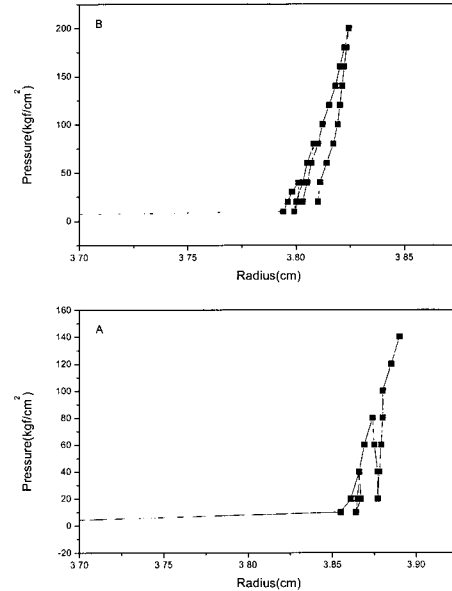 B
200
150
100
50
0
Pressure(kgf/cm²)
3.70 3.75 3.80 3.85
Radius(cm)
A
160
140
120
100
80
60
40
20
0
-20
Pressure(kgf/cm²)
3.70 3.75 3.80 3.85 3.90
Radius(cm)